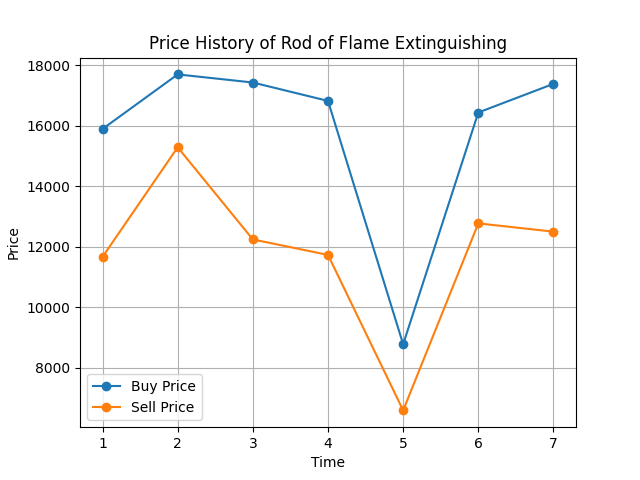 Price History of Rod of Flame Extinguishing
Price
18000
16000
14000
12000
10000
8000
Buy Price
Sell Price
1 2 3 4 5 6 7
Time